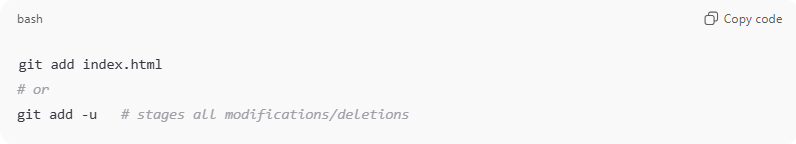 bash
Copy code
git add index.html
# or
git add -u   # stages all modifications/deletions